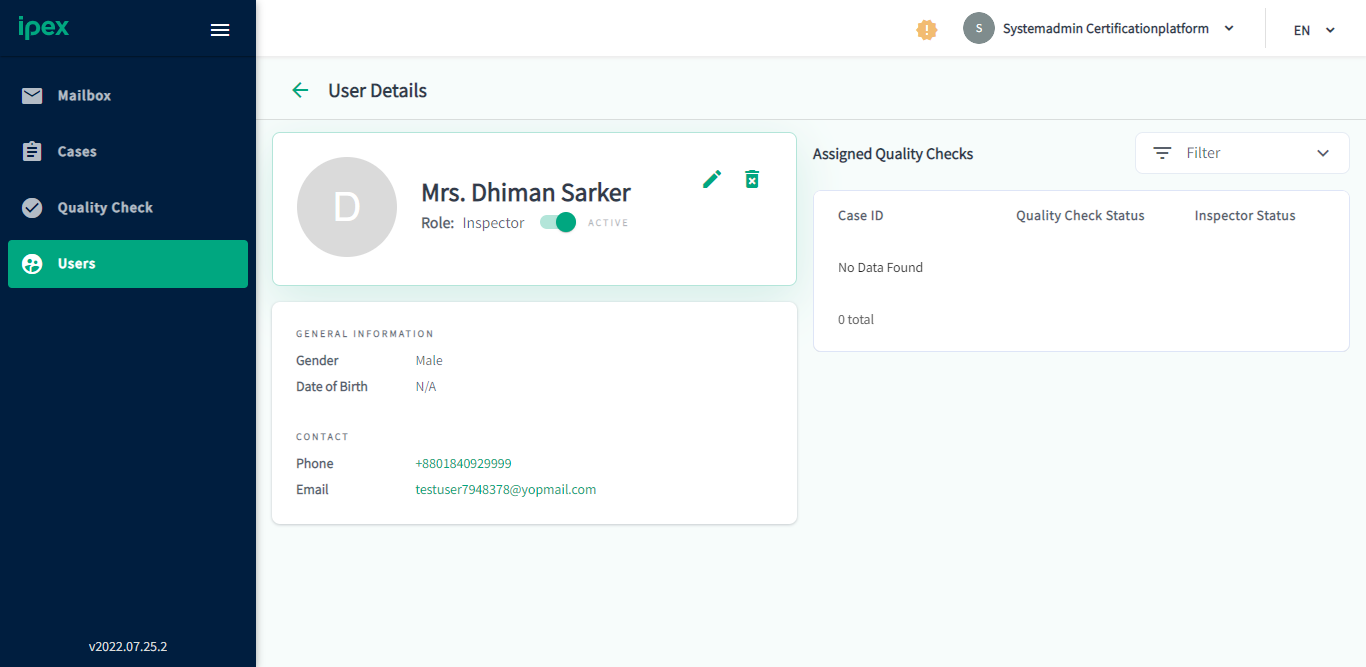 ipex
S
Systemadmin Certificationplatform
EN
Mailbox
Cases
Quality Check
Users
v2022.07.25.2
User Details
D
Mrs. Dhiman Sarker
Role: Inspector ACTIVE
GENERAL INFORMATION
Gender Male
Date of Birth N/A
CONTACT
Phone +8801840929999
Email testuser7948378@yopmail.com
Assigned Quality Checks
Filter
Case ID Quality Check Status Inspector Status
No Data Found
0 total